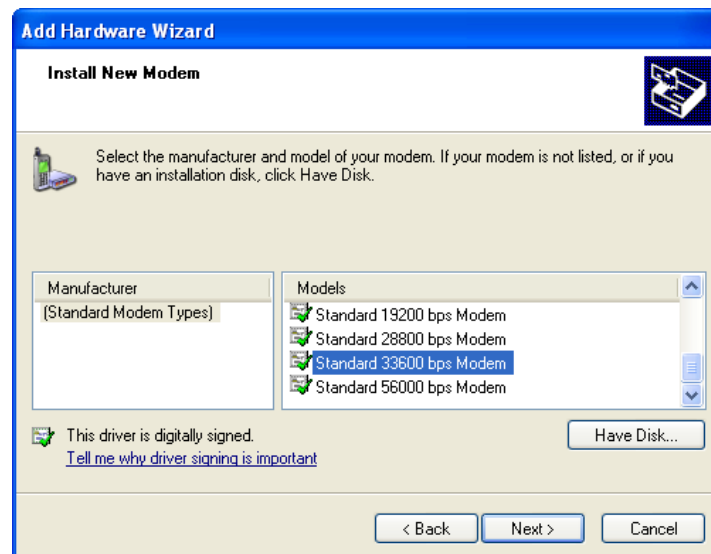 Add Hardware Wizard
Install New Modem
Select the manufacturer and model of your modem. If your modem is not listed, or if you
have an installation disk, click Have Disk.
Manufacturer
(Standard Modem Types)
Models
Standard 19200 bps Modem
Standard 28800 bps Modem
Standard 33600 bps Modem
Standard 56000 bps Modem
This driver is digitally signed.
Tell me why driver signing is important
Have Disk...
< Back
Next >
Cancel